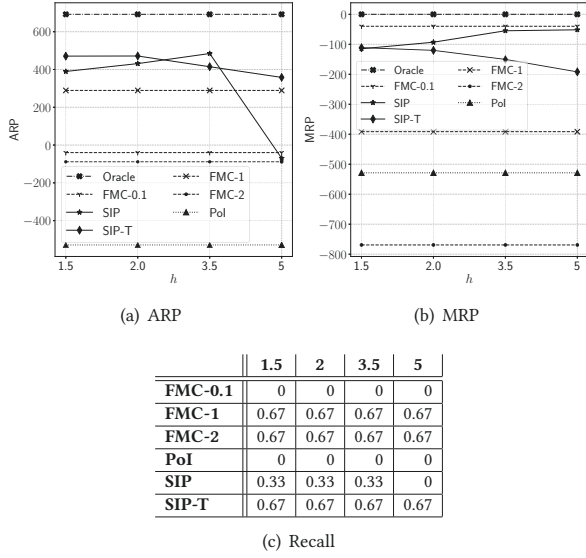 600
400
200
0
−200
−400
ARP
Oracle
FMC-0.1
SIP
SIP-T
FMC-1
FMC-2
PoI
1.5 2.0 3.5 5
h
(a) ARP
0
−100
−200
−300
−400
−500
−600
−700
−800
MRP
Oracle
FMC-0.1
SIP
SIP-T
FMC-1
FMC-2
PoI
1.5 2.0 3.5 5
h
(b) MRP
1.5 2 3.5 5
FMC-0.1 0 0 0 0
FMC-1 0.67 0.67 0.67 0.67
FMC-2 0.67 0.67 0.67 0.67
PoI 0 0 0 0
SIP 0.33 0.33 0.33 0
SIP-T 0.67 0.67 0.67 0.67
(c) Recall